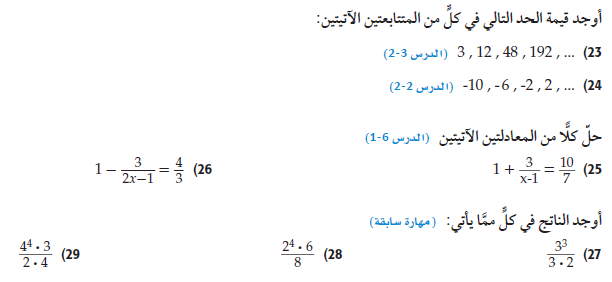 أوجد قيمة الحد التالي في كلٍّ من المتتابعتين الآتيتين:
23) 3 , 12 , 48 , 192 , ... (الدرس 3-2)
24) -10 , -6 , -2 , 2 , ... (الدرس 2-2)
حلّ كلًّا من المعادلتين الآتيتين (الدرس 6-1)
25) 1 + 3/(x-1) = 10/7 26) 1 − 3/(2x−1) = 4/3
أوجد الناتج في كلٍّ ممَّا يأتي: (مهارة سابقة)
27) 3³/(3 • 2) 28) (2⁴ • 6)/8 29) (4⁴ • 3)/(2 • 4)